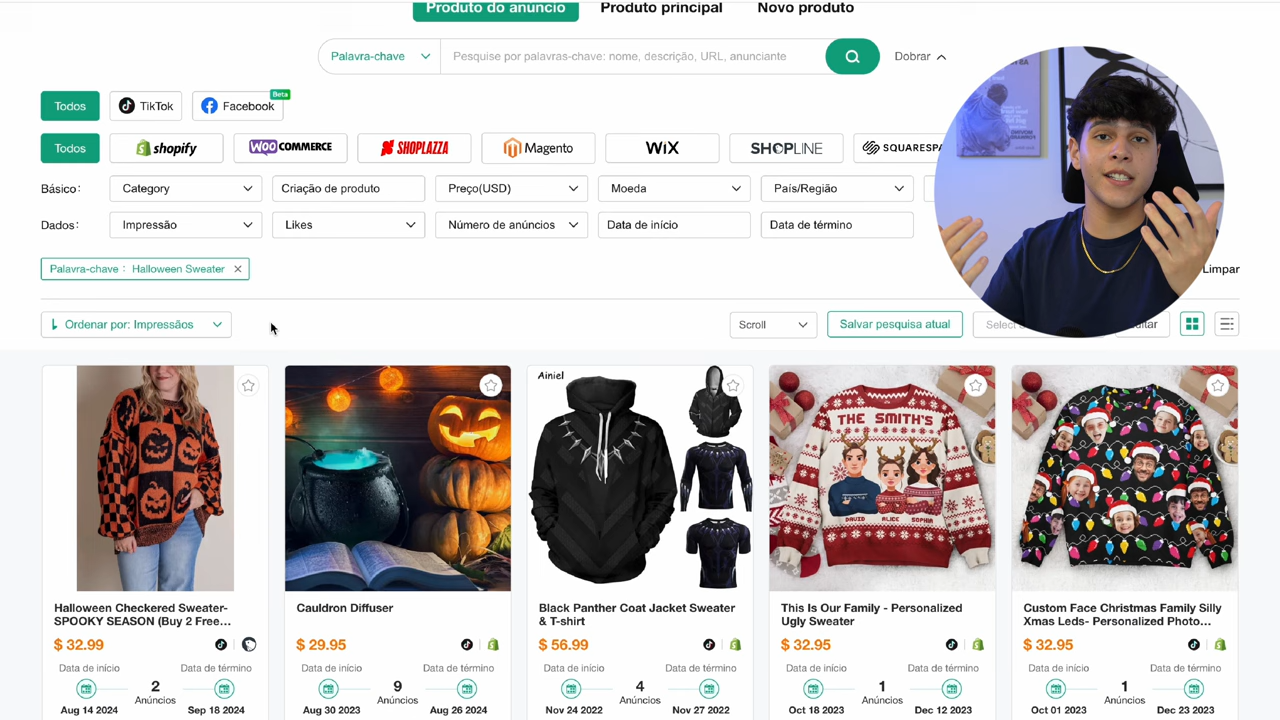 Produto do anúncio Produto principal Novo produto
Palavra-chave Pesquise por palavras-chave: nome, descrição, URL, anunciante Dobrar
Todos TikTok Facebook Beta
Todos shopify WOO COMMERCE SHOPLAZZA Magento WiX SHOPLINE SQUARESPA
Básico: Category Criação de produto Preço(USD) Moeda País/Região
Dados: Impressão Likes Número de anúncios Data de início Data de término
Palavra-chave : Halloween Sweater Limpar
Ordenar por: Impressãos Scroll Salvar pesquisa atual Select
Ainiel
THE SMITH'S
DAVID ALICE SOPHIA
Halloween Checkered Sweater-
SPOOKY SEASON (Buy 2 Free...
$ 32.99
Data de início Data de término
2
Anúncios
Aug 14 2024 Sep 18 2024
Cauldron Diffuser
$ 29.95
Data de início Data de término
9
Anúncios
Aug 30 2023 Aug 26 2024
Black Panther Coat Jacket Sweater
& T-shirt
$ 56.99
Data de início Data de término
4
Anúncios
Nov 24 2022 Nov 27 2022
This Is Our Family - Personalized
Ugly Sweater
$ 32.95
Data de início Data de término
1
Anúncios
Oct 18 2023 Dec 12 2023
Custom Face Christmas Family Silly
Xmas Leds- Personalized Photo...
$ 32.95
Data de início Data de término
1
Anúncios
Oct 01 2023 Dec 23 2023